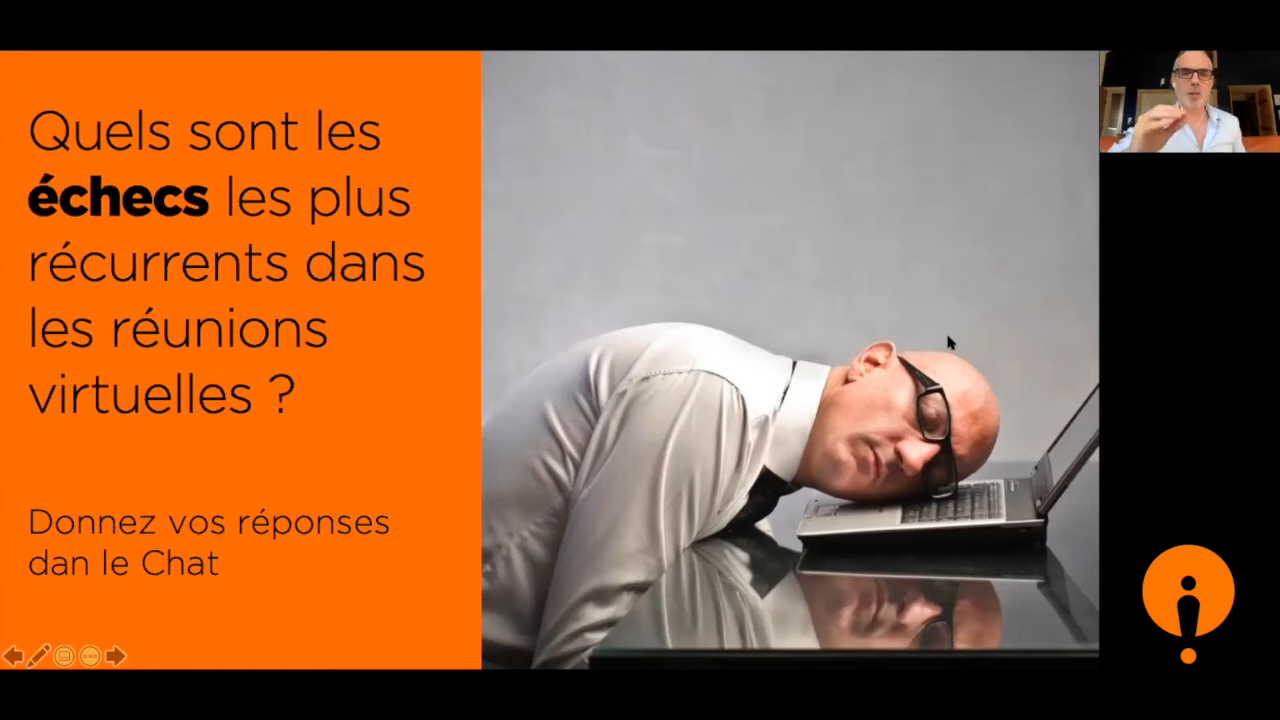 Quels sont les
échecs les plus
récurrents dans
les réunions
virtuelles ?
Donnez vos réponses
dan le Chat